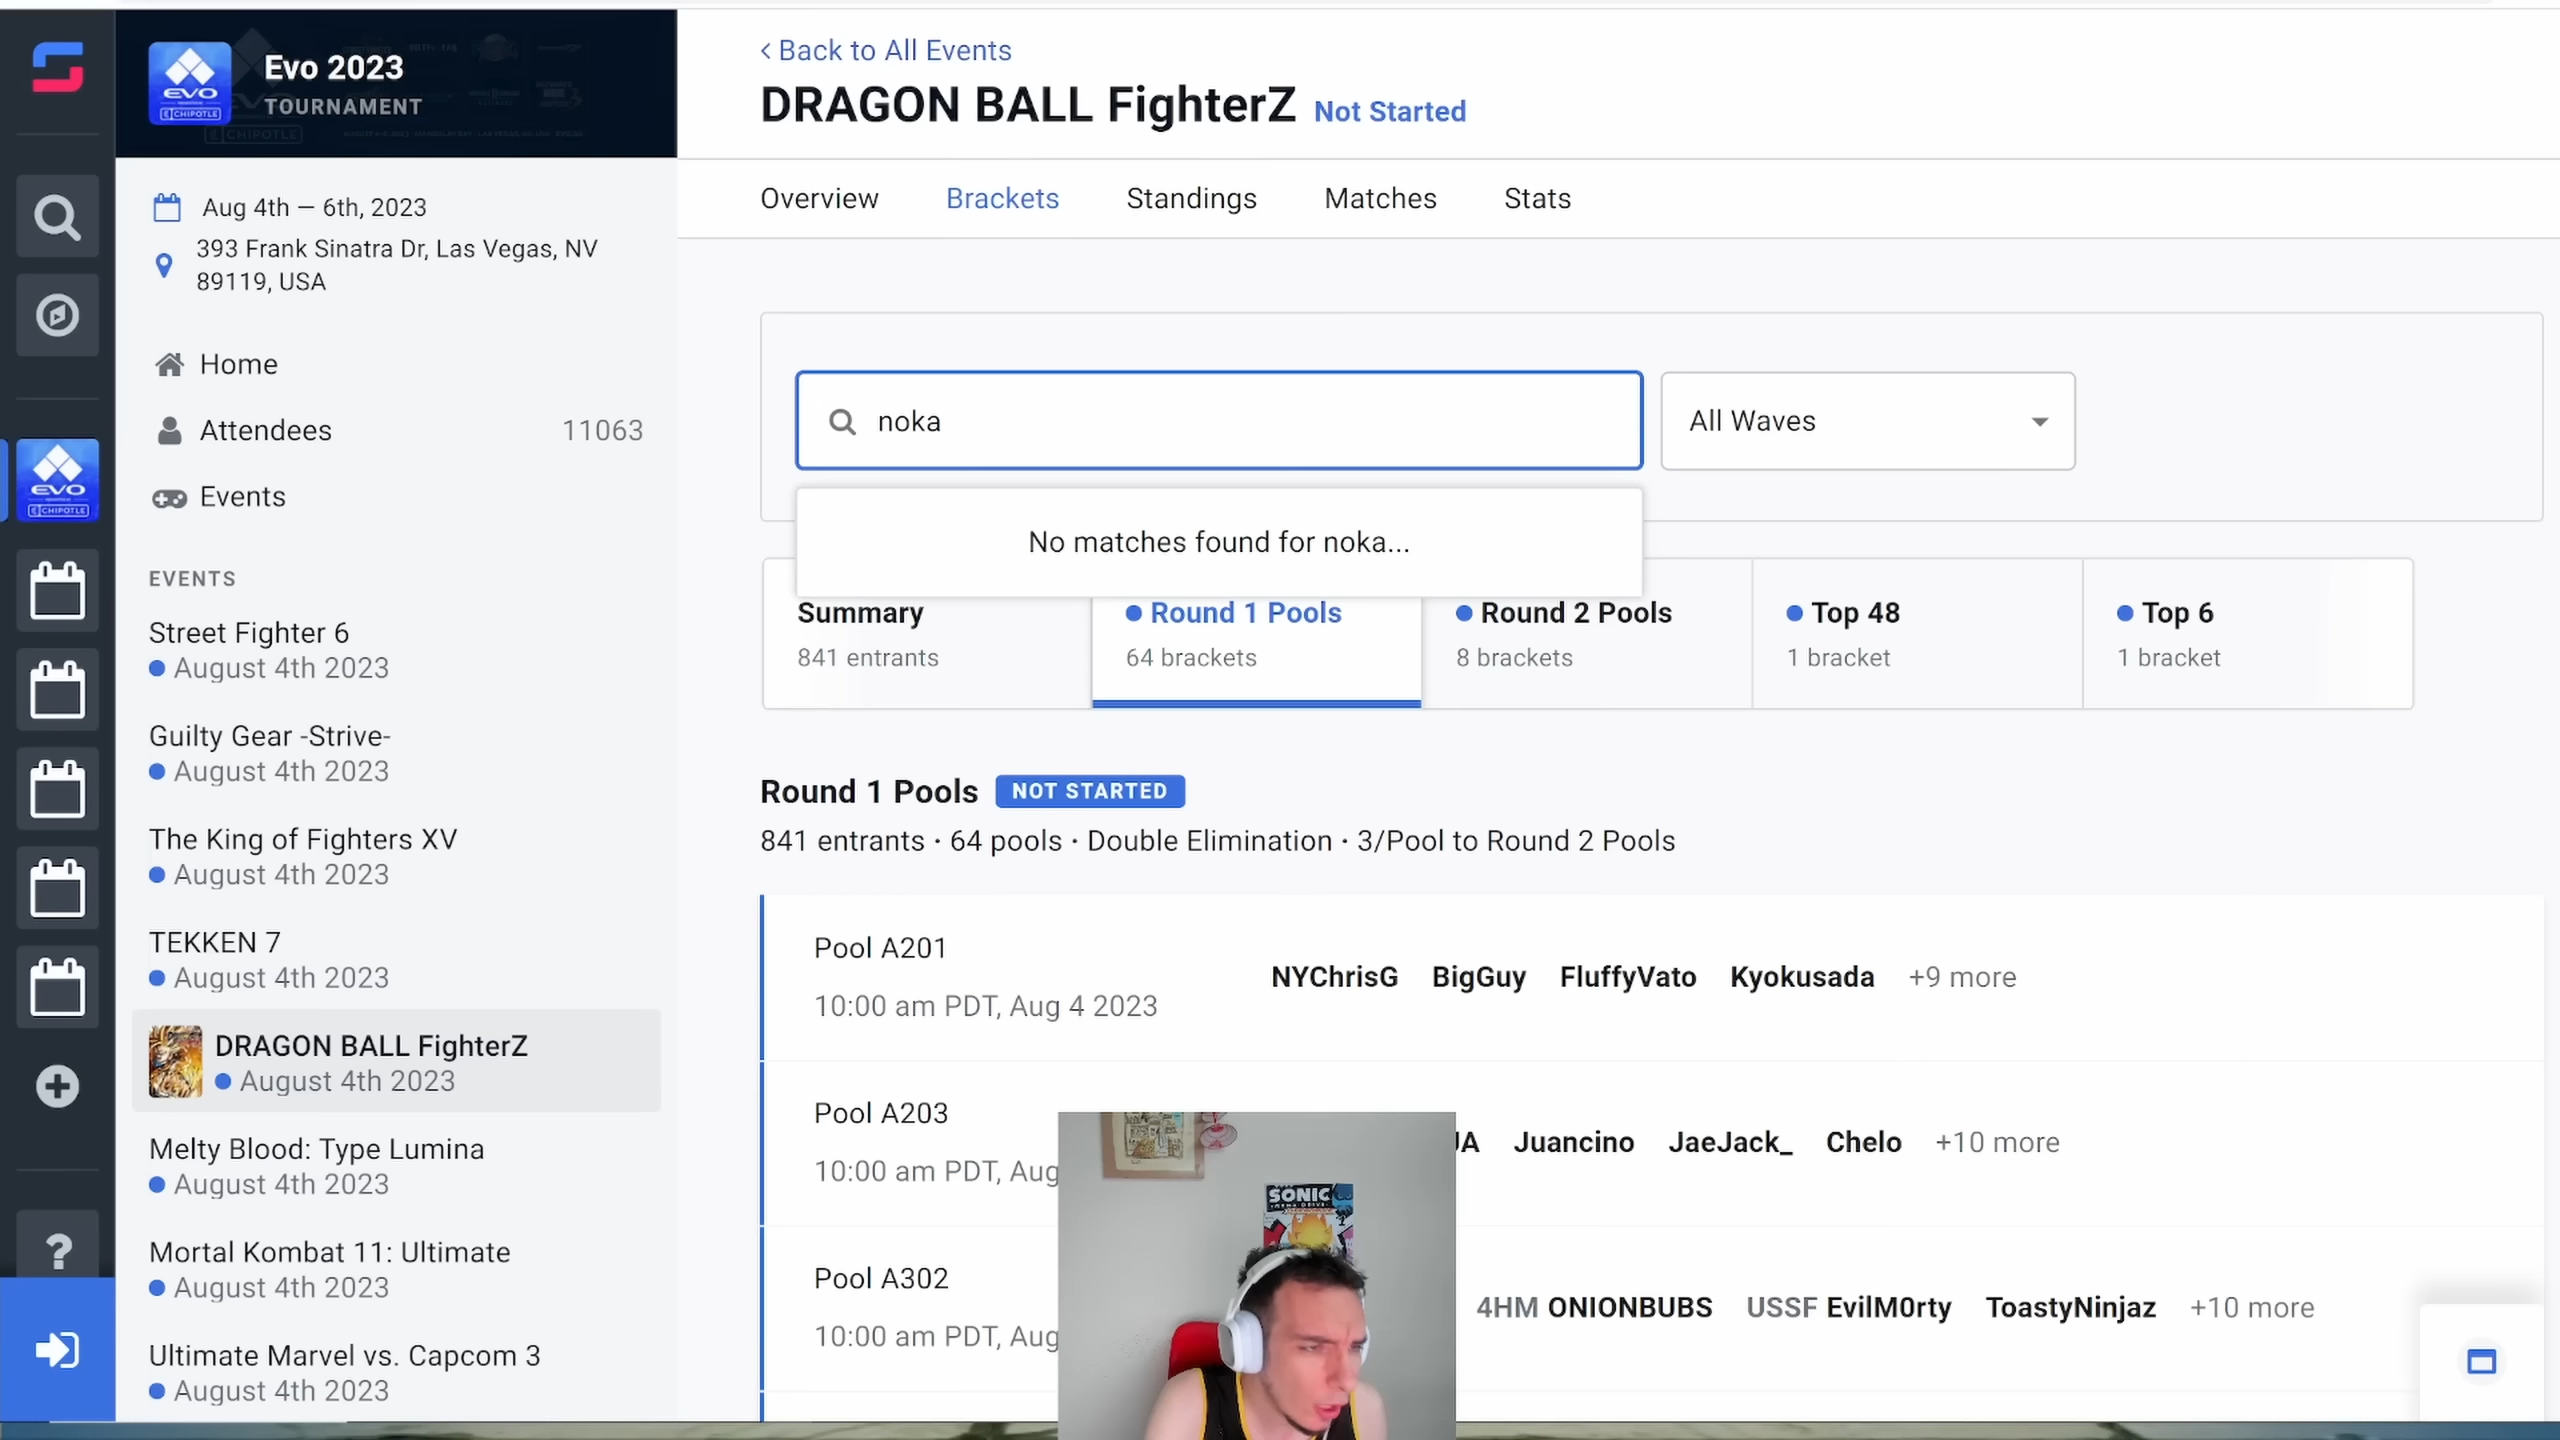 Evo 2023
TOURNAMENT
EVO
CHIPOTLE
Aug 4th — 6th, 2023
393 Frank Sinatra Dr, Las Vegas, NV
89119, USA
Home
Attendees 11063
Events
EVO
CHIPOTLE
EVENTS
Street Fighter 6
August 4th 2023
Guilty Gear -Strive-
August 4th 2023
The King of Fighters XV
August 4th 2023
TEKKEN 7
August 4th 2023
DRAGON BALL FighterZ
August 4th 2023
Melty Blood: Type Lumina
August 4th 2023
Mortal Kombat 11: Ultimate
August 4th 2023
Ultimate Marvel vs. Capcom 3
August 4th 2023
Back to All Events
DRAGON BALL FighterZ Not Started
Overview Brackets Standings Matches Stats
noka
All Waves
No matches found for noka...
Summary
841 entrants
Round 1 Pools
64 brackets
Round 2 Pools
8 brackets
Top 48
1 bracket
Top 6
1 bracket
Round 1 Pools NOT STARTED
841 entrants · 64 pools · Double Elimination · 3/Pool to Round 2 Pools
Pool A201
10:00 am PDT, Aug 4 2023
NYChrisG BigGuy FluffyVato Kyokusada +9 more
Pool A203
10:00 am PDT, Aug
Juancino JaeJack_ Chelo +10 more
Pool A302
10:00 am PDT, Aug
4HM ONIONBUBS USSF EvilM0rty ToastyNinjaz +10 more
SONIC